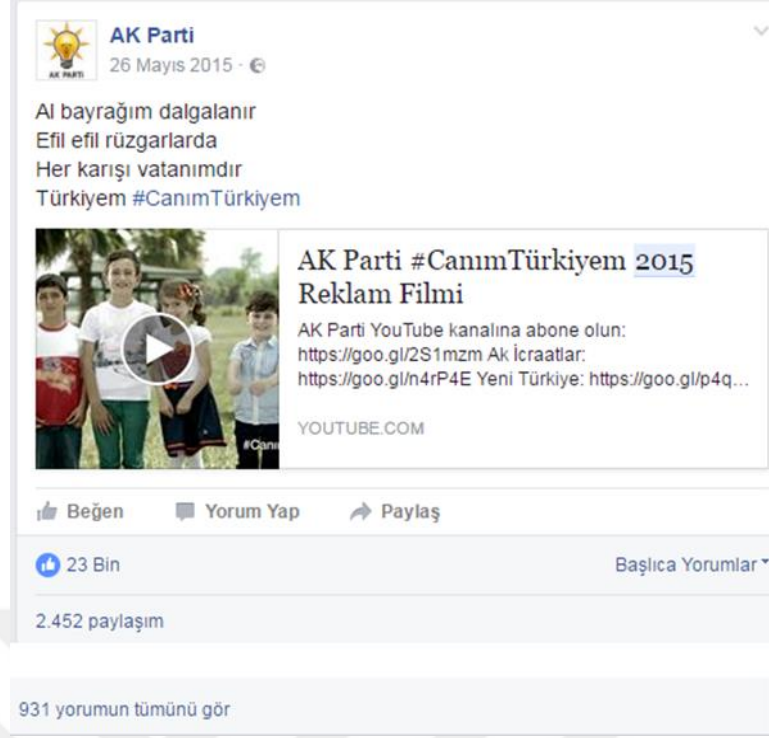 AK Parti
26 Mayıs 2015 ·
AK PARTİ
Al bayrağım dalgalanır
Efil efil rüzgarlarda
Her karışı vatanımdır
Türkiyem #CanımTürkiyem
AK Parti #CanımTürkiyem 2015
Reklam Filmi
AK Parti YouTube kanalına abone olun:
https://goo.gl/2S1mzm Ak İcraatlar:
https://goo.gl/n4rP4E Yeni Türkiye: https://goo.gl/p4q...
YOUTUBE.COM
#Canı
Beğen Yorum Yap Paylaş
23 Bin Başlıca Yorumlar
2.452 paylaşım
931 yorumun tümünü gör